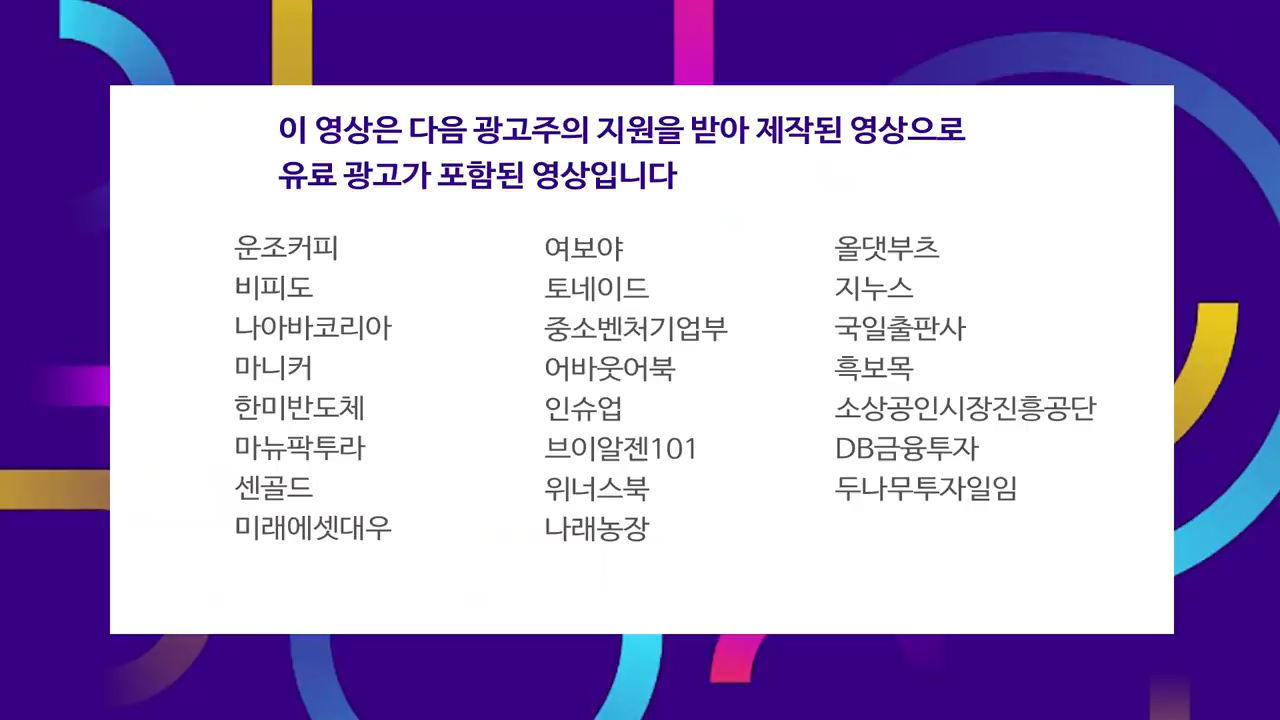 이 영상은 다음 광고주의 지원을 받아 제작된 영상으로
유료 광고가 포함된 영상입니다
운조커피
비피도
나아바코리아
마니커
한미반도체
마뉴팍투라
센골드
미래에셋대우
여보야
토네이드
중소벤처기업부
어바웃어북
인슈업
브이알젠101
위너스북
나래농장
올댓부츠
지누스
국일출판사
흑보목
소상공인시장진흥공단
DB금융투자
두나무투자일임